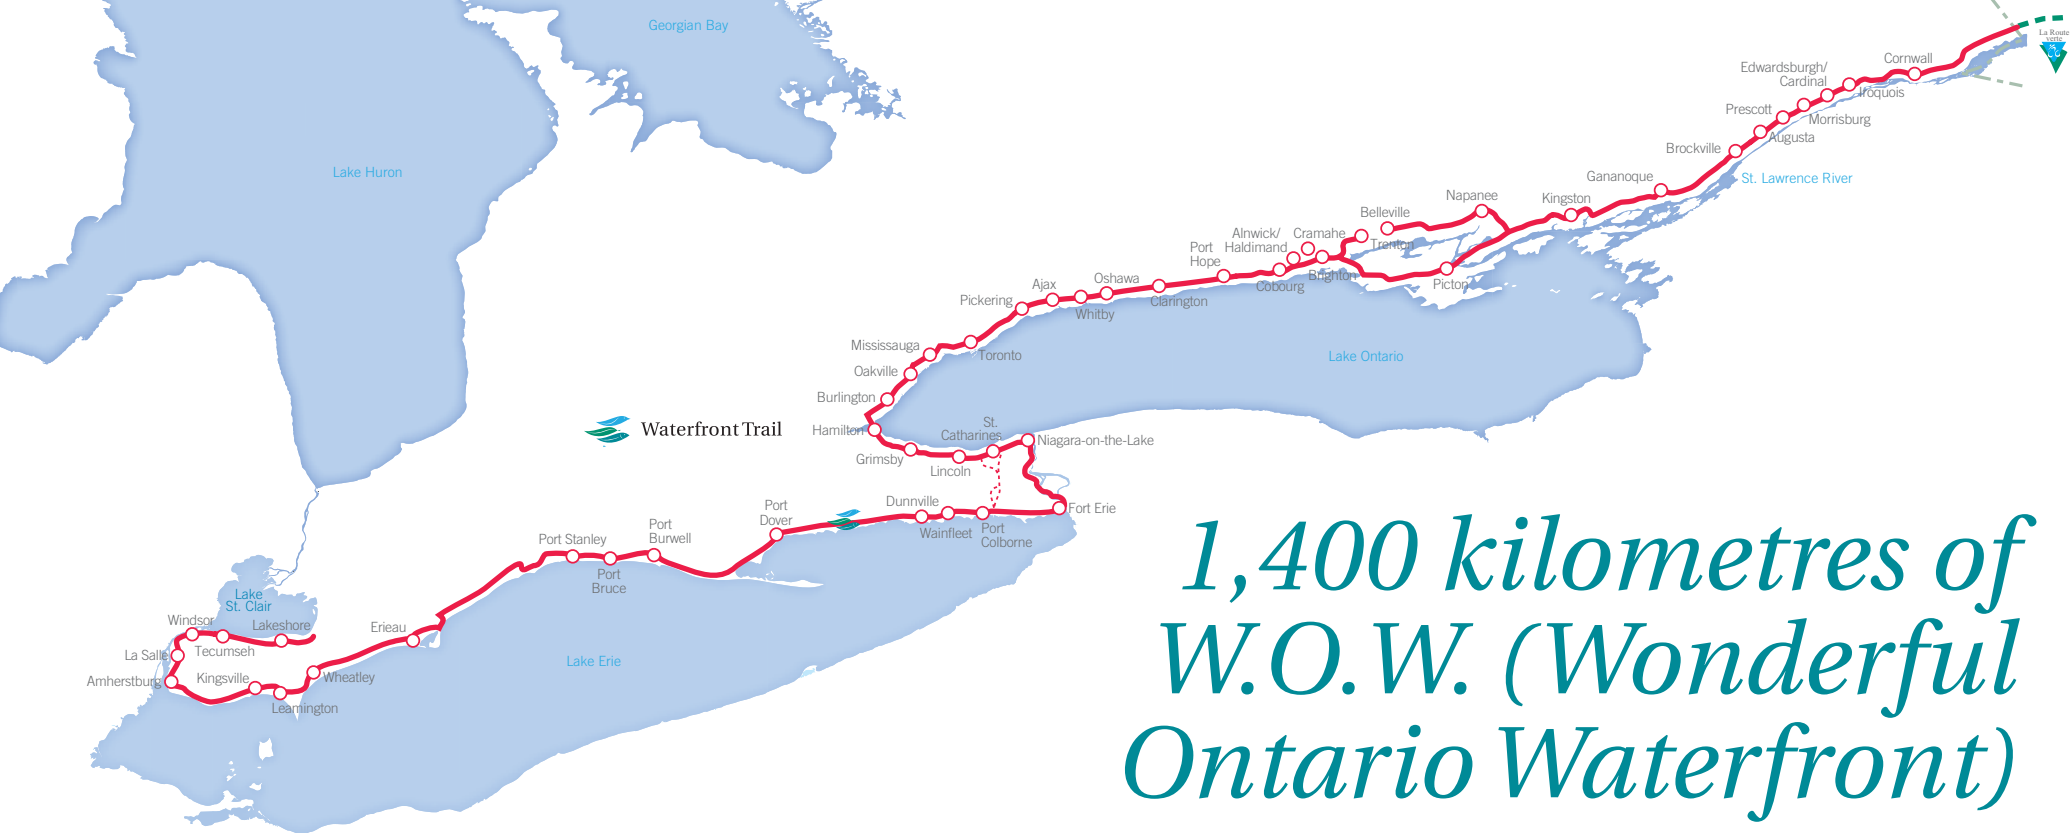 Georgian Bay
La Route
verte
Cornwall
Edwardsburgh/
Cardinal
Iroquois
Prescott
Morrisburg
Augusta
Brockville
Lake Huron
Gananoque
St. Lawrence River
Napanee
Kingston
Belleville
Alnwick/
Haldimand
Cramahe
Trenton
Port
Hope
Brighton
Oshawa
Ajax
Cobourg
Picton
Pickering
Clarington
Whitby
Mississauga
Toronto
Lake Ontario
Oakville
Burlington
Waterfront Trail
Hamilton
St.
Catharines
Niagara-on-the-Lake
Grimsby
Lincoln
Dunnville
Port
Dover
Fort Erie
Wainfleet
Port
Colborne
Port Stanley
Port
Burwell
Port
Bruce
Lake
St. Clair
Windsor
Lakeshore
Erieau
Tecumseh
La Salle
Lake Erie
Amherstburg
Kingsville
Wheatley
Leamington
1,400 kilometres of
W.O.W. (Wonderful
Ontario Waterfront)